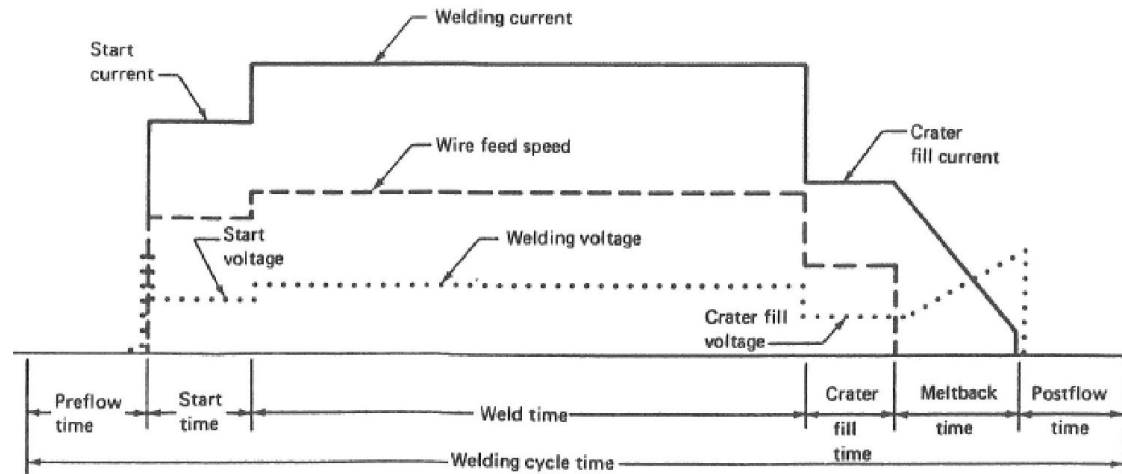 Welding current
Start
current
Wire feed speed
Crater
fill current
Start
voltage
Welding voltage
Crater fill
voltage
Preflow
time
Start
time
Weld time
Crater
fill
time
Meltback
time
Postflow
time
Welding cycle time